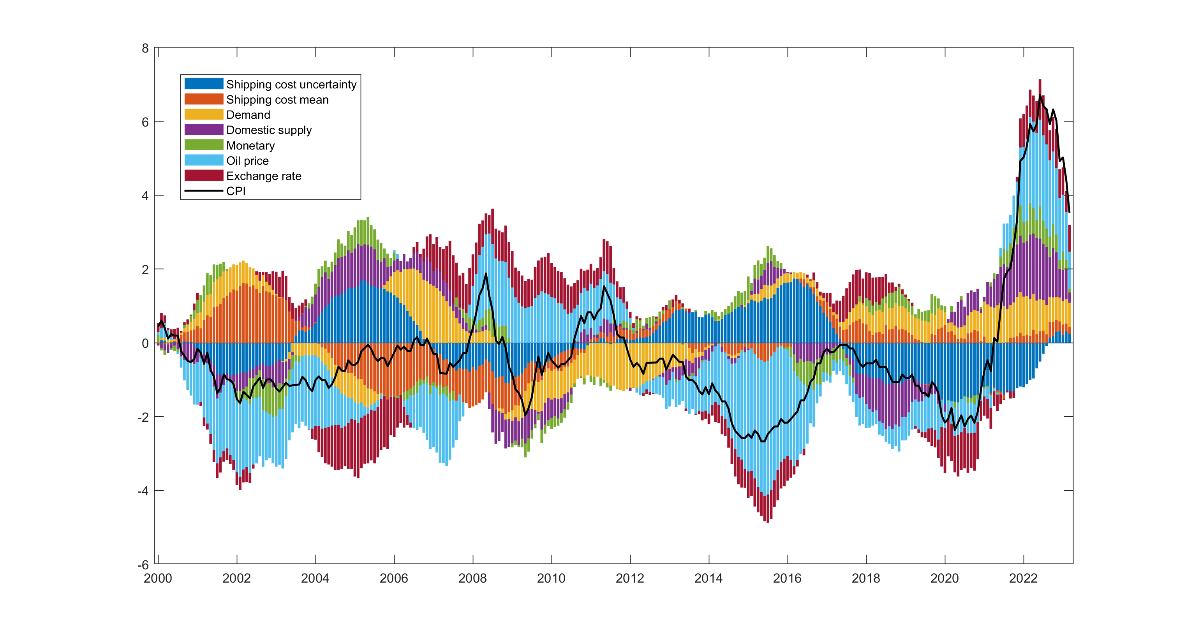 8
6
4
2
0
-2
-4
-6
Shipping cost uncertainty
Shipping cost mean
Demand
Domestic supply
Monetary
Oil price
Exchange rate
CPI
2000 2002 2004 2006 2008 2010 2012 2014 2016 2018 2020 2022